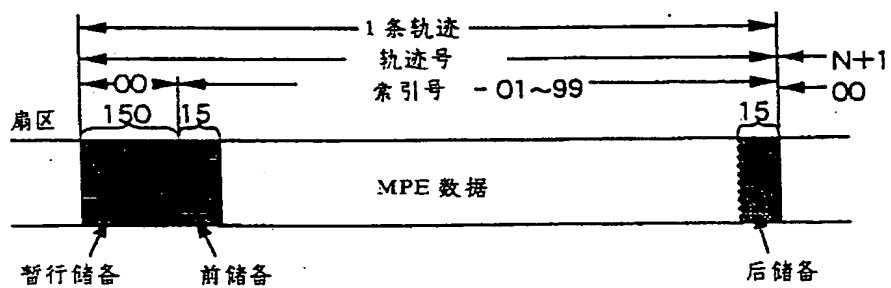 1条轨迹
轨迹号
N+1
00
索引号 -01~99
00
扇区
150
15
15
MPE 数据
暂行储备
前储备
后储备